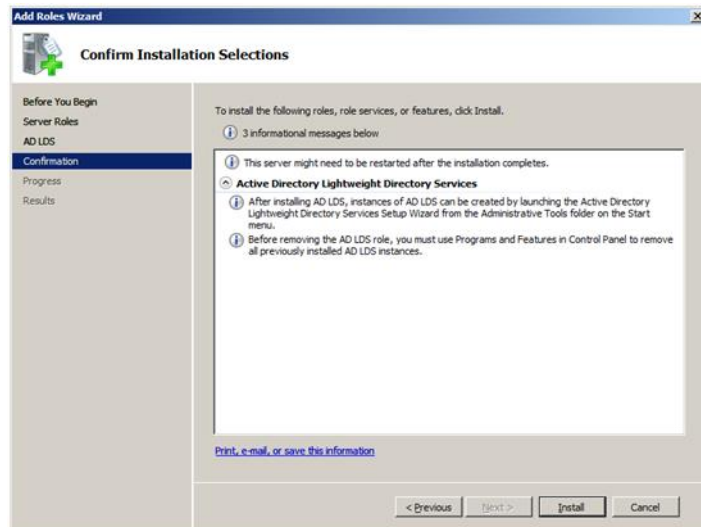 Add Roles Wizard
Confirm Installation Selections
Before You Begin
Server Roles
AD LDS
Confirmation
Progress
Results
To install the following roles, role services, or features, click Install.
3 informational messages below
This server might need to be restarted after the installation completes.
Active Directory Lightweight Directory Services
After installing AD LDS, instances of AD LDS can be created by launching the Active Directory
Lightweight Directory Services Setup Wizard from the Administrative Tools folder on the Start
menu.
Before removing the AD LDS role, you must use Programs and Features in Control Panel to remove
all previously installed AD LDS instances.
Print, e-mail, or save this information
< Previous
Next >
Install
Cancel